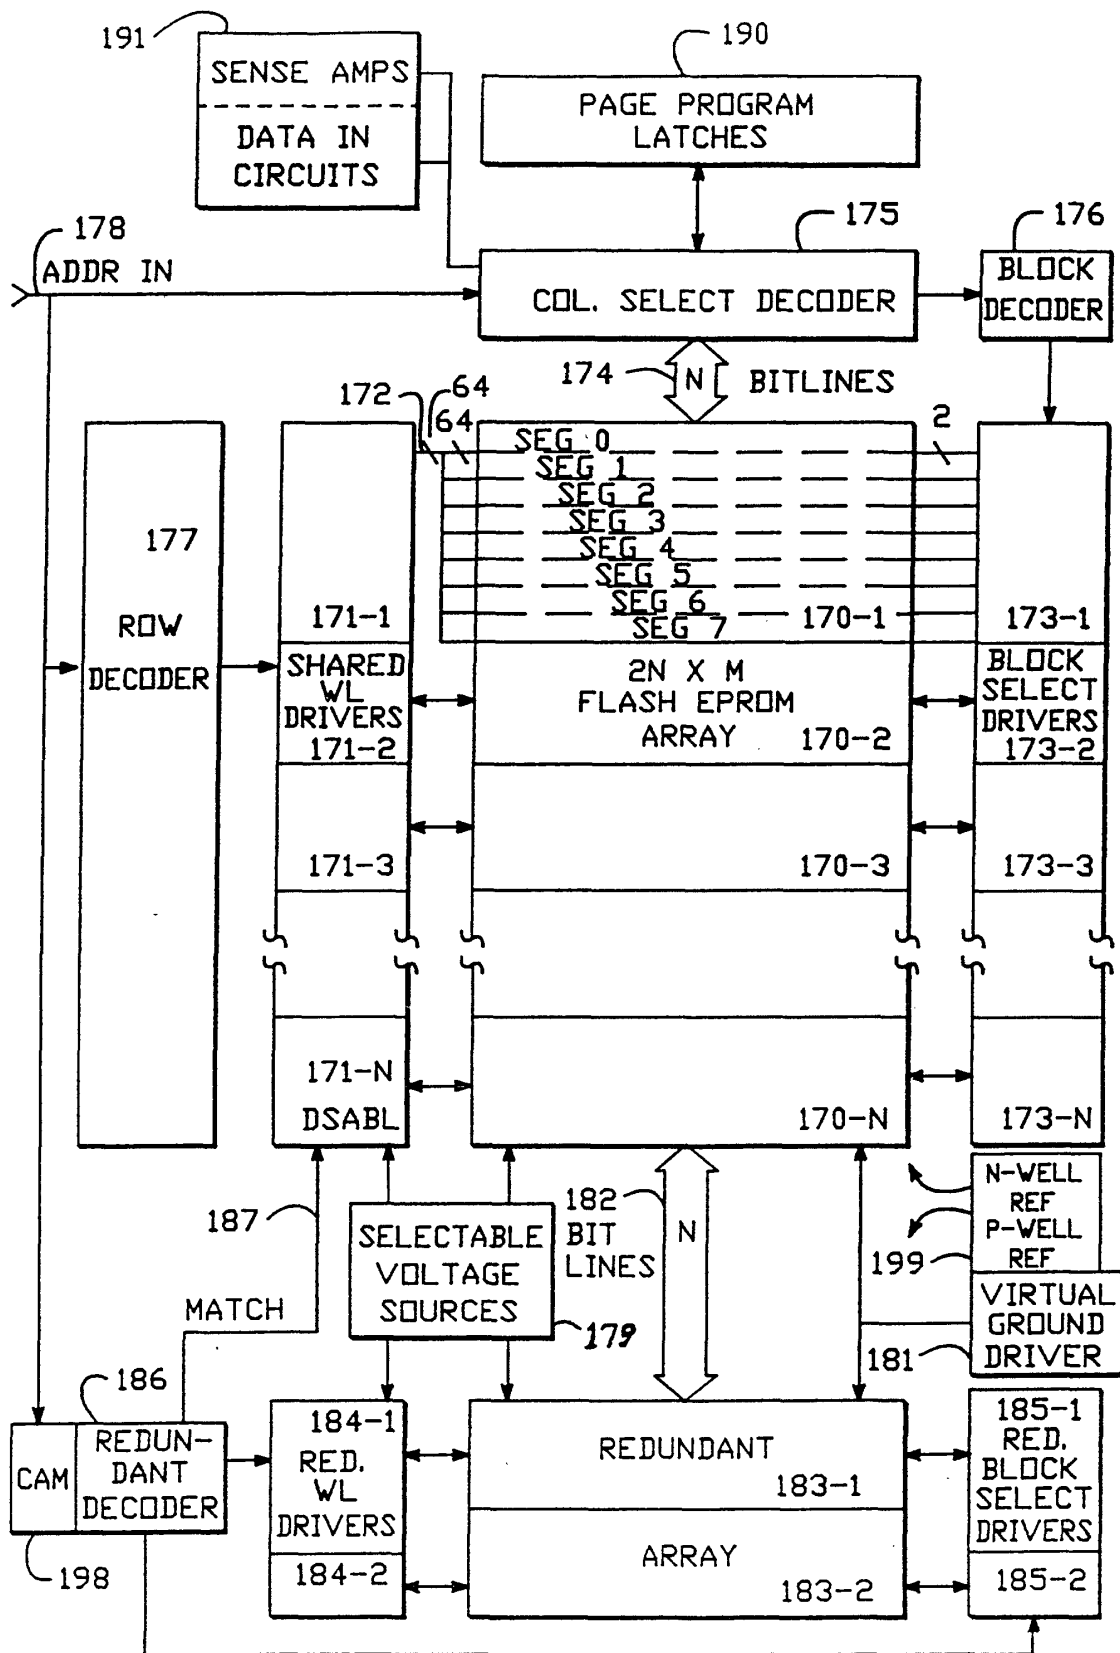 191
190
SENSE AMPS
DATA IN
CIRCUITS
PAGE PROGRAM
LATCHES
178
175
176
ADDR IN
COL. SELECT DECODER
BLOCK
DECODER
174
N
BITLINES
172
64
64
2
177
ROW
DECODER
171-1
SEG 0
SEG 1
SEG 2
SEG 3
SEG 4
SEG 5
SEG 6
SEG 7
170-1
173-1
SHARED
WL
DRIVERS
171-2
2N X M
FLASH EPROM
ARRAY
170-2
BLOCK
SELECT
DRIVERS
173-2
171-3
170-3
173-3
171-N
DSABL
170-N
173-N
187
MATCH
SELECTABLE
VOLTAGE
SOURCES
179
182
BIT
LINES
N
N-WELL
REF
P-WELL
REF
199
VIRTUAL
GROUND
DRIVER
181
186
CAM
REDUN-
DANT
DECODER
198
184-1
RED.
WL
DRIVERS
184-2
REDUNDANT
183-1
ARRAY
183-2
185-1
RED.
BLOCK
SELECT
DRIVERS
185-2